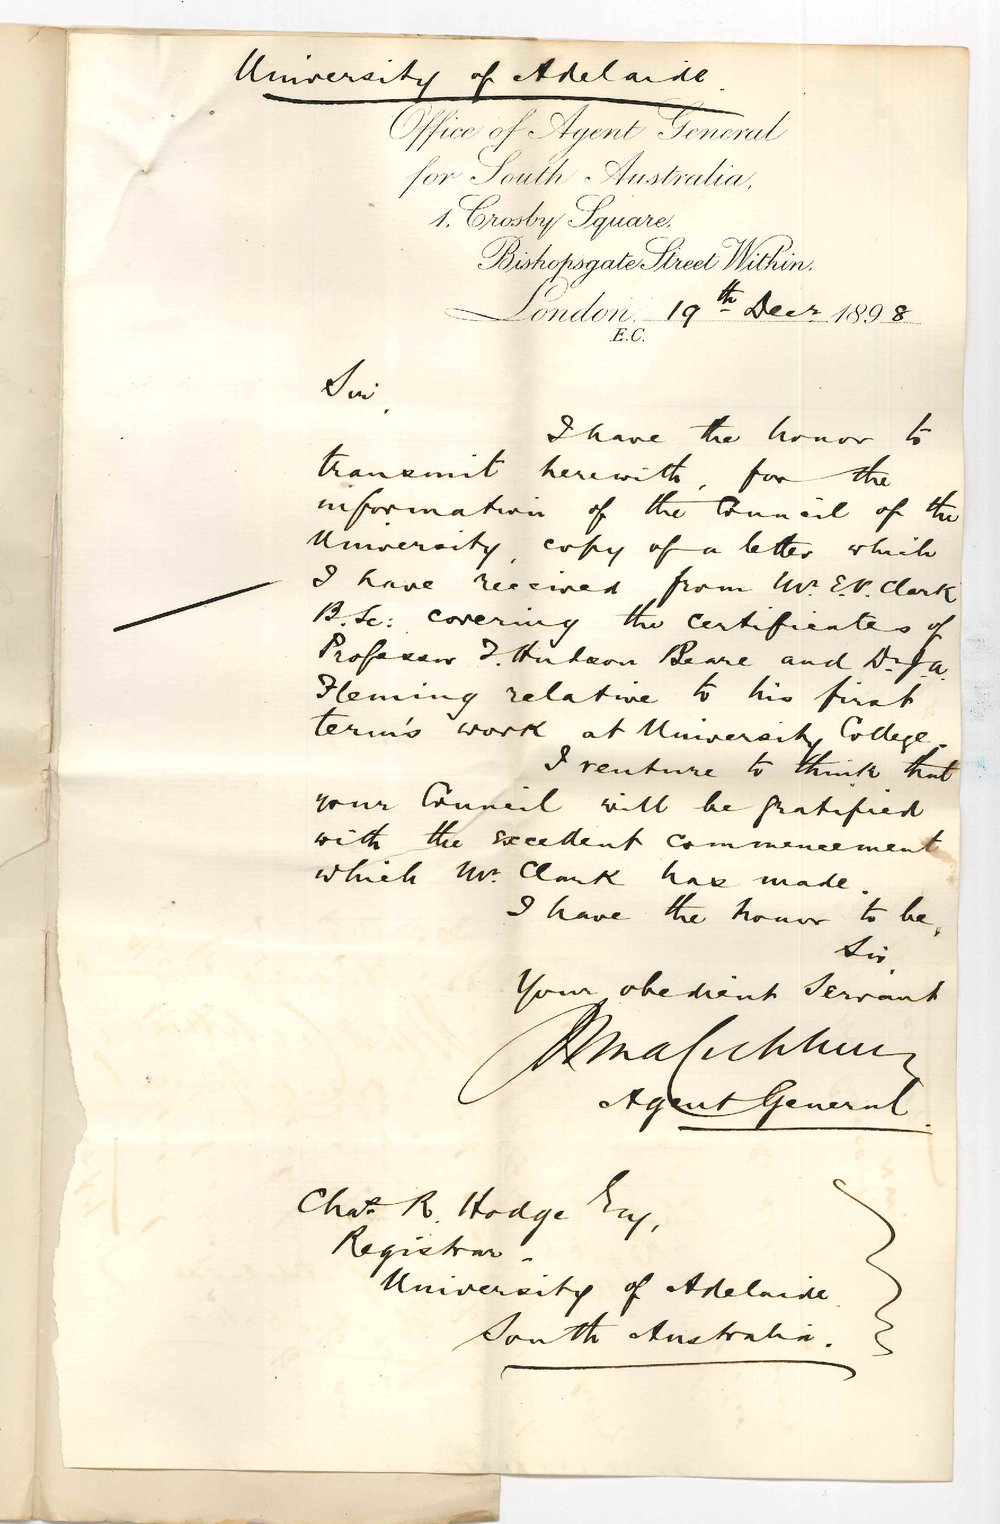 University of Adelaide.
Office of Agent General
for South Australia,
1. Crosby Square.
Bishopsgate Street Within.
London. 19th Decr 1898
E.C.
Sir,
I have the honor to
transmit herewith, for the
information of the Council of the
University, copy of a letter which
I have received from Mr. E.V. Clark
B.Sc: covering the certificates of
Professor T. Hudson Beare and Dr. J.A.
Fleming relative to his first
term's work at University College.
I venture to think that
your Council will be gratified
with the excellent commencement
which Mr. Clark has made.
I have the honor to be,
Sir,
Your obedient Servant
Agent General.
Chas. R. Hodge Esq,
Registrar
University of Adelaide
South Australia.